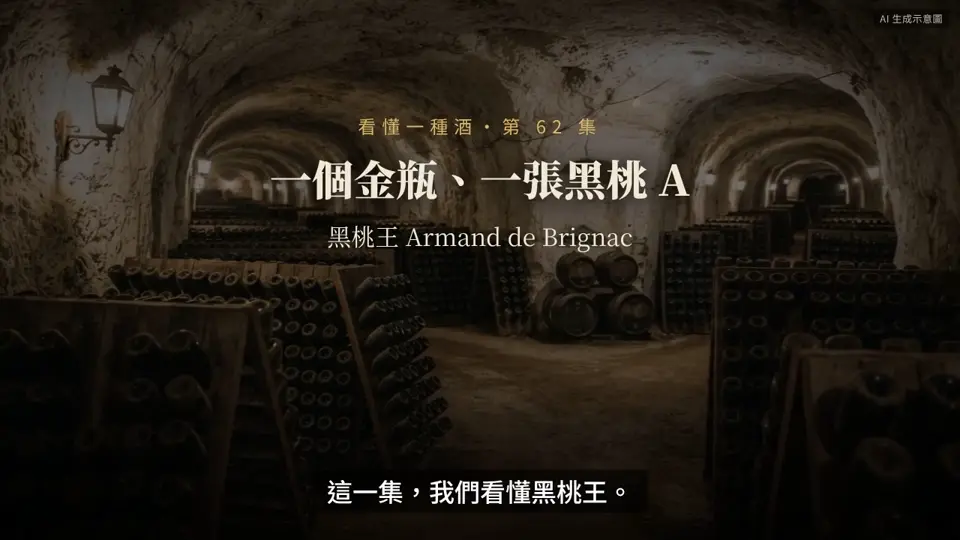 AI 生成示意圖
看懂一種酒・第 62 集
一個金瓶、一張黑桃 A
黑桃王 Armand de Brignac
這一集，我們看懂黑桃王。